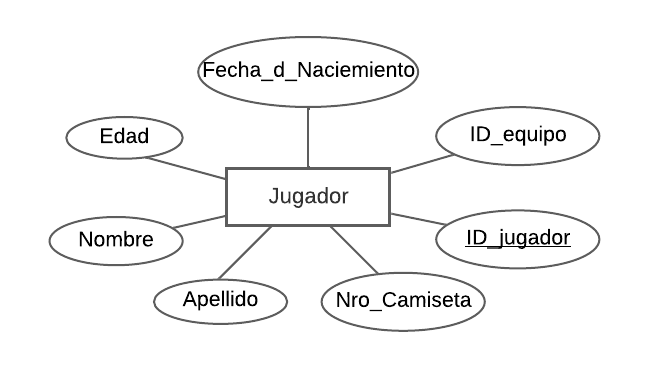 Fecha_d_Naciemiento
Edad
ID_equipo
Jugador
Nombre
ID_jugador
Apellido
Nro_Camiseta